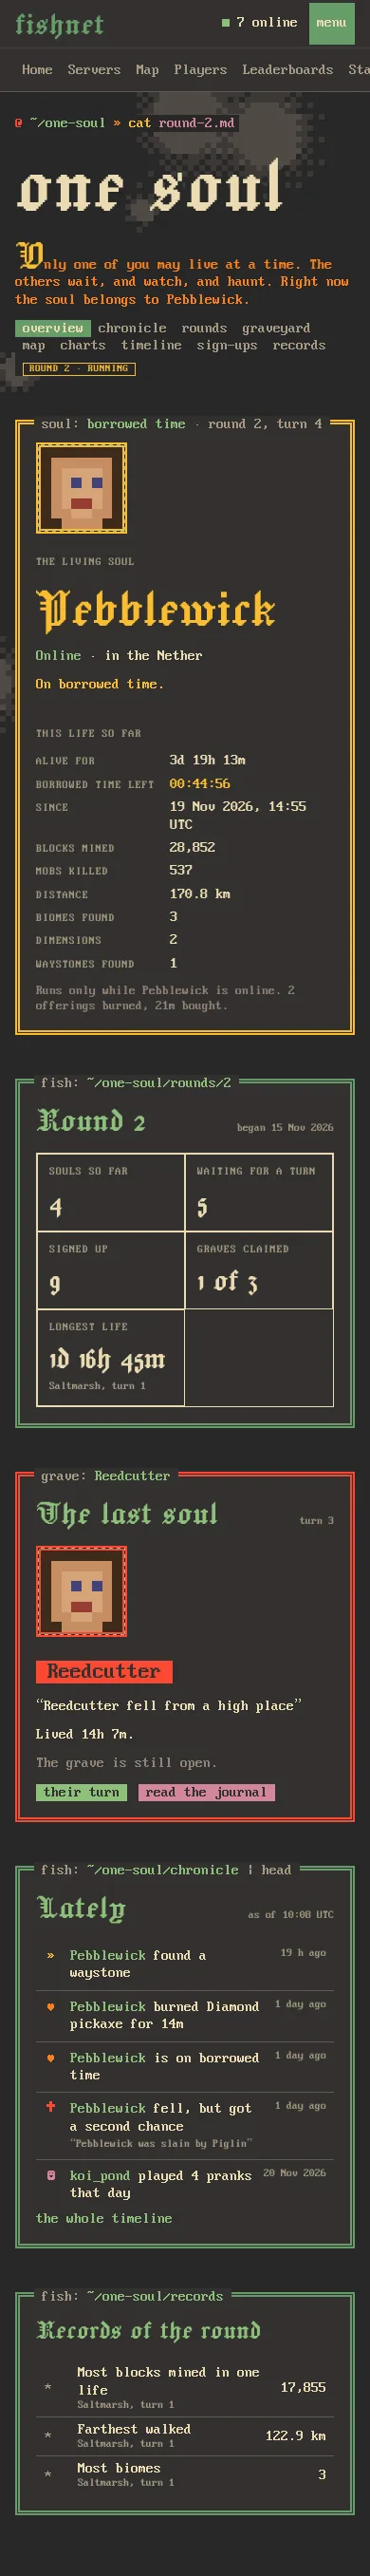 fishnet
7 online
menu
Home Servers Map Players Leaderboards Sta
@ ~/one-soul » cat round-2.md
one soul
Only one of you may live at a time. The
others wait, and watch, and haunt. Right now
the soul belongs to Pebblewick.
overview chronicle rounds graveyard
map charts timeline sign-ups records
ROUND 2 · RUNNING
soul: borrowed time · round 2, turn 4
THE LIVING SOUL
Pebblewick
Online · in the Nether
On borrowed time.
THIS LIFE SO FAR
ALIVE FOR 3d 19h 13m
BORROWED TIME LEFT 00:44:56
SINCE 19 Nov 2026, 14:55
UTC
BLOCKS MINED 28,852
MOBS KILLED 537
DISTANCE 170.8 km
BIOMES FOUND 3
DIMENSIONS 2
WAYSTONES FOUND 1
Runs only while Pebblewick is online. 2
offerings burned, 21m bought.
fish: ~/one-soul/rounds/2
Round 2
began 15 Nov 2026
SOULS SO FAR
4
WAITING FOR A TURN
5
SIGNED UP
9
GRAVES CLAIMED
1 of 3
LONGEST LIFE
1d 16h 45m
Saltmarsh, turn 1
grave: Reedcutter
The last soul
turn 3
Reedcutter
“Reedcutter fell from a high place”
Lived 14h 7m.
The grave is still open.
their turn read the journal
fish: ~/one-soul/chronicle | head
Lately
as of 10:08 UTC
» Pebblewick found a
waystone
19 h ago
♥ Pebblewick burned Diamond
pickaxe for 14m
1 day ago
♥ Pebblewick is on borrowed
time
1 day ago
Pebblewick fell, but got
a second chance
“Pebblewick was slain by Piglin”
1 day ago
koi_pond played 4 pranks
that day
20 Nov 2026
the whole timeline
fish: ~/one-soul/records
Records of the round
* Most blocks mined in one
life
Saltmarsh, turn 1
17,855
* Farthest walked
Saltmarsh, turn 1
122.9 km
* Most biomes
Saltmarsh, turn 1
3